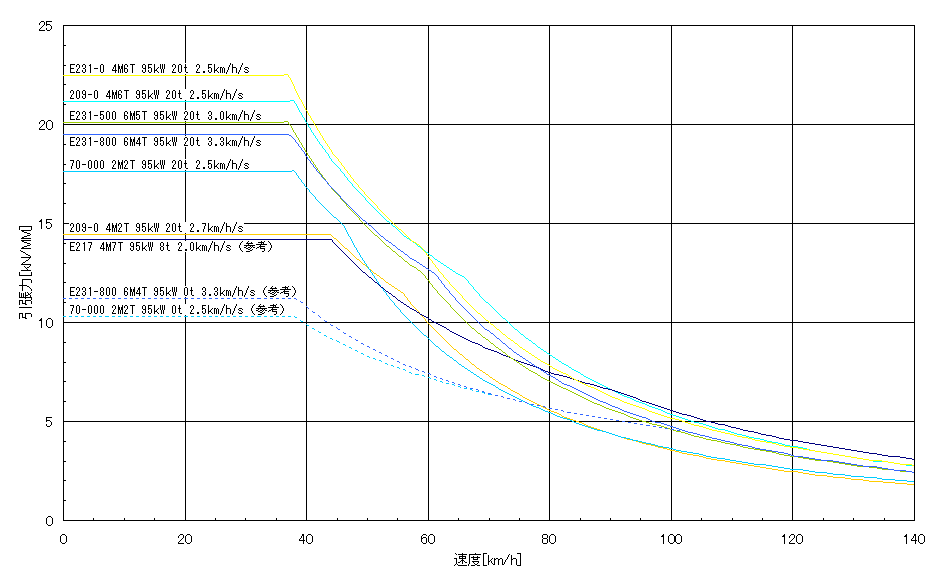 25
E231-0 4M6T 95kW 20t 2.5km/h/s
209-0 4M6T 95kW 20t 2.5km/h/s
E231-500 6M5T 95kW 20t 3.0km/h/s
20
E231-800 6M4T 95kW 20t 3.3km/h/s
70-000 2M2T 95kW 20t 2.5km/h/s
15
209-0 4M2T 95kW 20t 2.7km/h/s
E217 4M7T 95kW 8t 2.0km/h/s (参考)
引張力[kN/MM]
E231-800 6M4T 95kW 0t 3.3km/h/s (参考)
70-000 2M2T 95kW 0t 2.5km/h/s (参考)
10
5
0
0 20 40 60 80 100 120 140
速度[km/h]